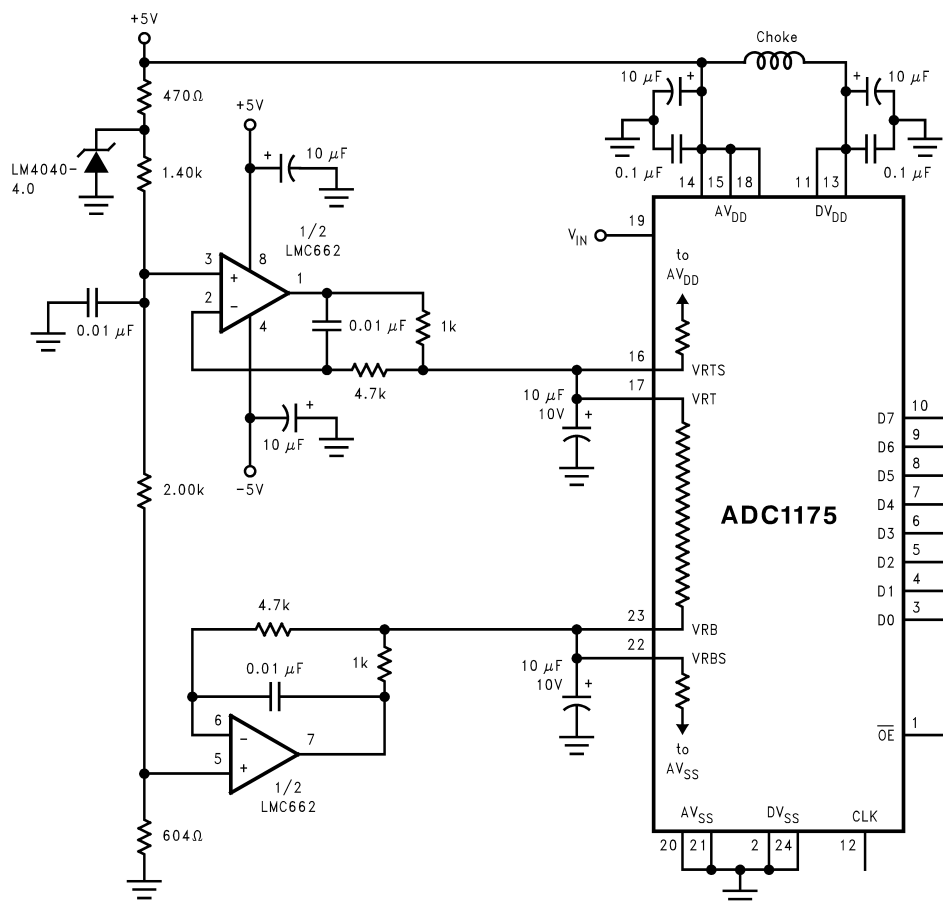 +5V
Choke
10 μF
+
+
10 μF
470Ω
+5V
LM4040-
4.0
1.40k
+
10 μF
0.1 μF
0.1 μF
14
15
18
11
13
AV_DD
DV_DD
19
V_IN
1/2
LMC662
to
AV_DD
3
+
8
1
2
-
4
0.01 μF
0.01 μF
1k
16
VRTS
4.7k
17
VRT
10 μF
10V
+
+
10 μF
-5V
2.00k
ADC1175
D7
10
D6
9
D5
8
D4
7
D3
6
D2
5
D1
4
D0
3
4.7k
23
VRB
22
VRBS
0.01 μF
1k
10 μF
10V
+
6
-
7
5
+
1/2
LMC662
to
AV_SS
OE
1
604Ω
AV_SS
DV_SS
CLK
20
21
2
24
12